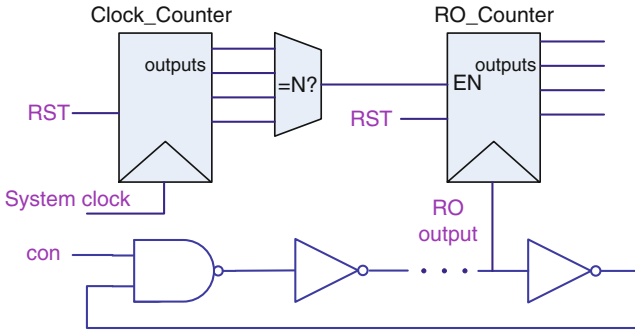 Clock_Counter
RO_Counter
outputs
=N?
outputs
EN
RST
RST
System clock
RO
output
con